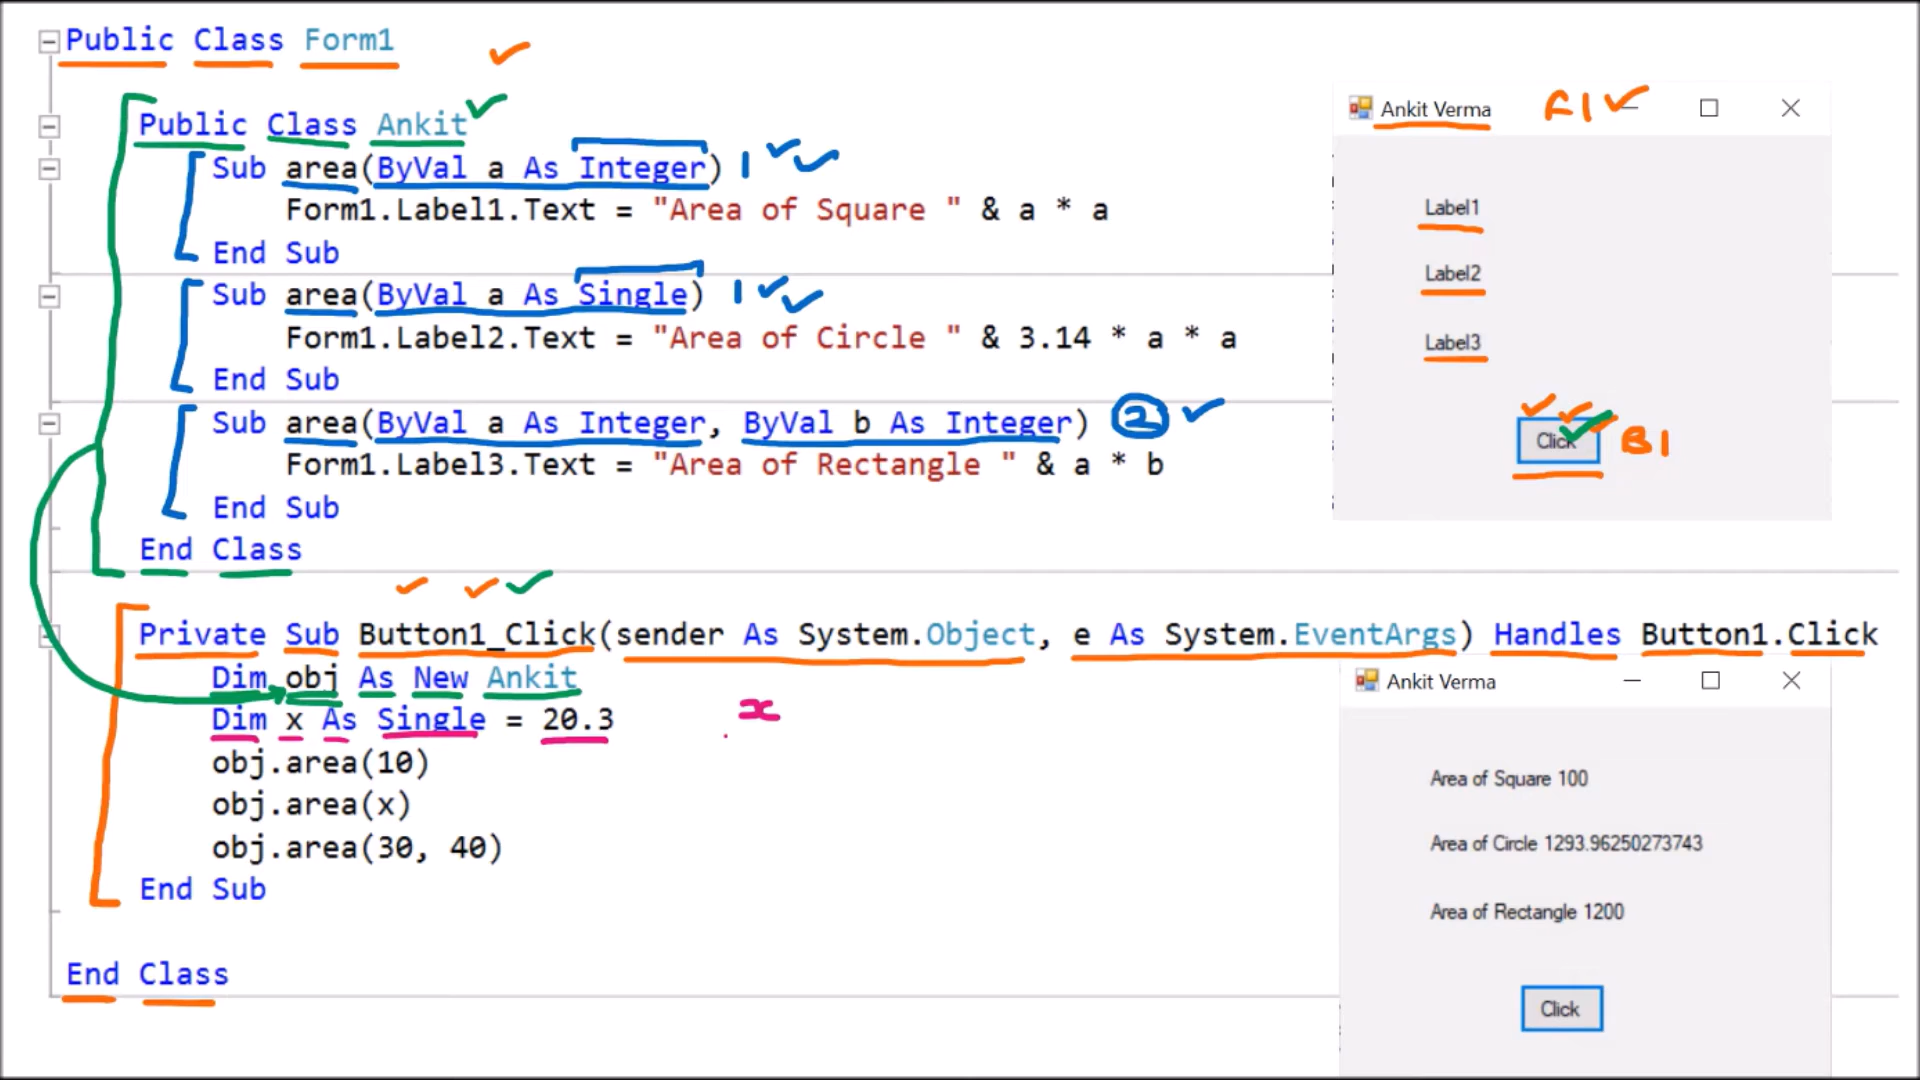 Public Class Form1
Public Class Ankit
Sub area(ByVal a As Integer) 1
Form1.Label1.Text = "Area of Square " & a * a
End Sub
Sub area(ByVal a As Single) 1
Form1.Label2.Text = "Area of Circle " & 3.14 * a * a
End Sub
Sub area(ByVal a As Integer, ByVal b As Integer) 2
Form1.Label3.Text = "Area of Rectangle " & a * b
End Sub
End Class
Private Sub Button1_Click(sender As System.Object, e As System.EventArgs) Handles Button1.Click
Dim obj As New Ankit
Dim x As Single = 20.3 x
obj.area(10)
obj.area(x)
obj.area(30, 40)
End Sub
End Class
Ankit Verma F1
Label1
Label2
Label3
Click B1
Ankit Verma
Area of Square 100
Area of Circle 1293.96250273743
Area of Rectangle 1200
Click